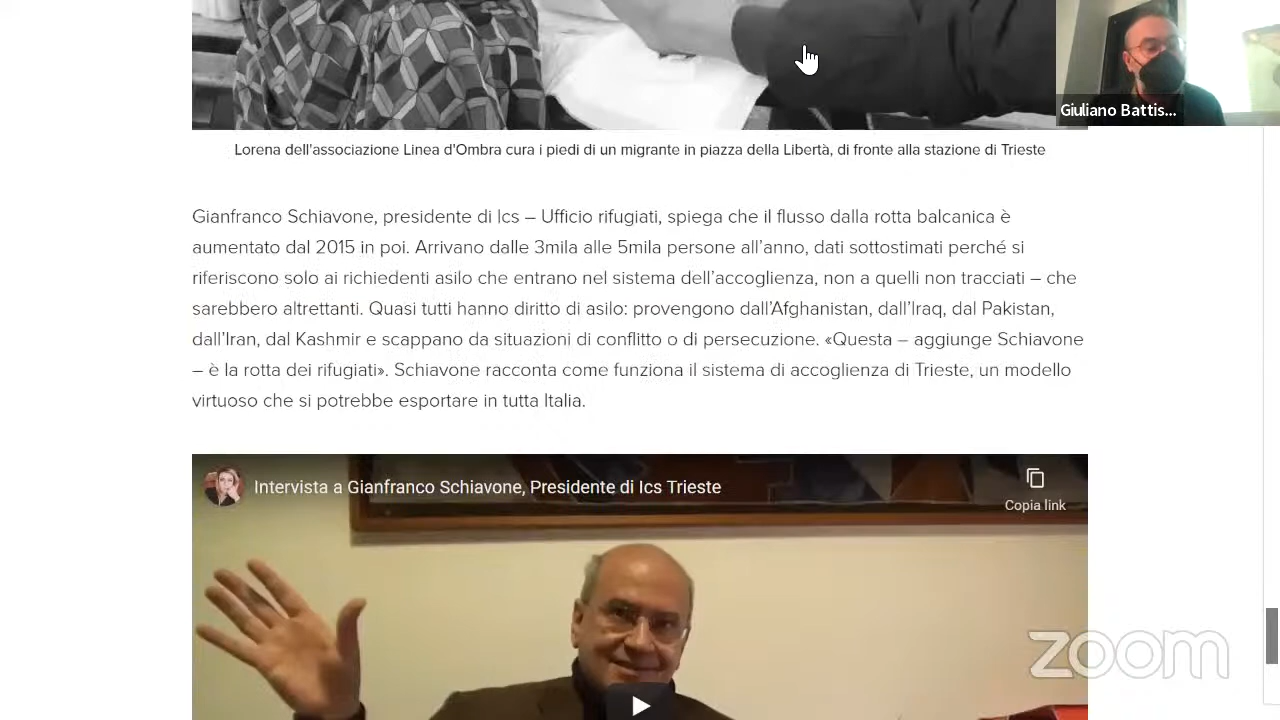 Giuliano Battis...
Lorena dell'associazione Linea d'Ombra cura i piedi di un migrante in piazza della Libertà, di fronte alla stazione di Trieste
Gianfranco Schiavone, presidente di Ics – Ufficio rifugiati, spiega che il flusso dalla rotta balcanica è
aumentato dal 2015 in poi. Arrivano dalle 3mila alle 5mila persone all’anno, dati sottostimati perché si
riferiscono solo ai richiedenti asilo che entrano nel sistema dell’accoglienza, non a quelli non tracciati – che
sarebbero altrettanti. Quasi tutti hanno diritto di asilo: provengono dall’Afghanistan, dall’Iraq, dal Pakistan,
dall’Iran, dal Kashmir e scappano da situazioni di conflitto o di persecuzione. «Questa – aggiunge Schiavone
– è la rotta dei rifugiati». Schiavone racconta come funziona il sistema di accoglienza di Trieste, un modello
virtuoso che si potrebbe esportare in tutta Italia.
Intervista a Gianfranco Schiavone, Presidente di Ics Trieste
Copia link
zoom